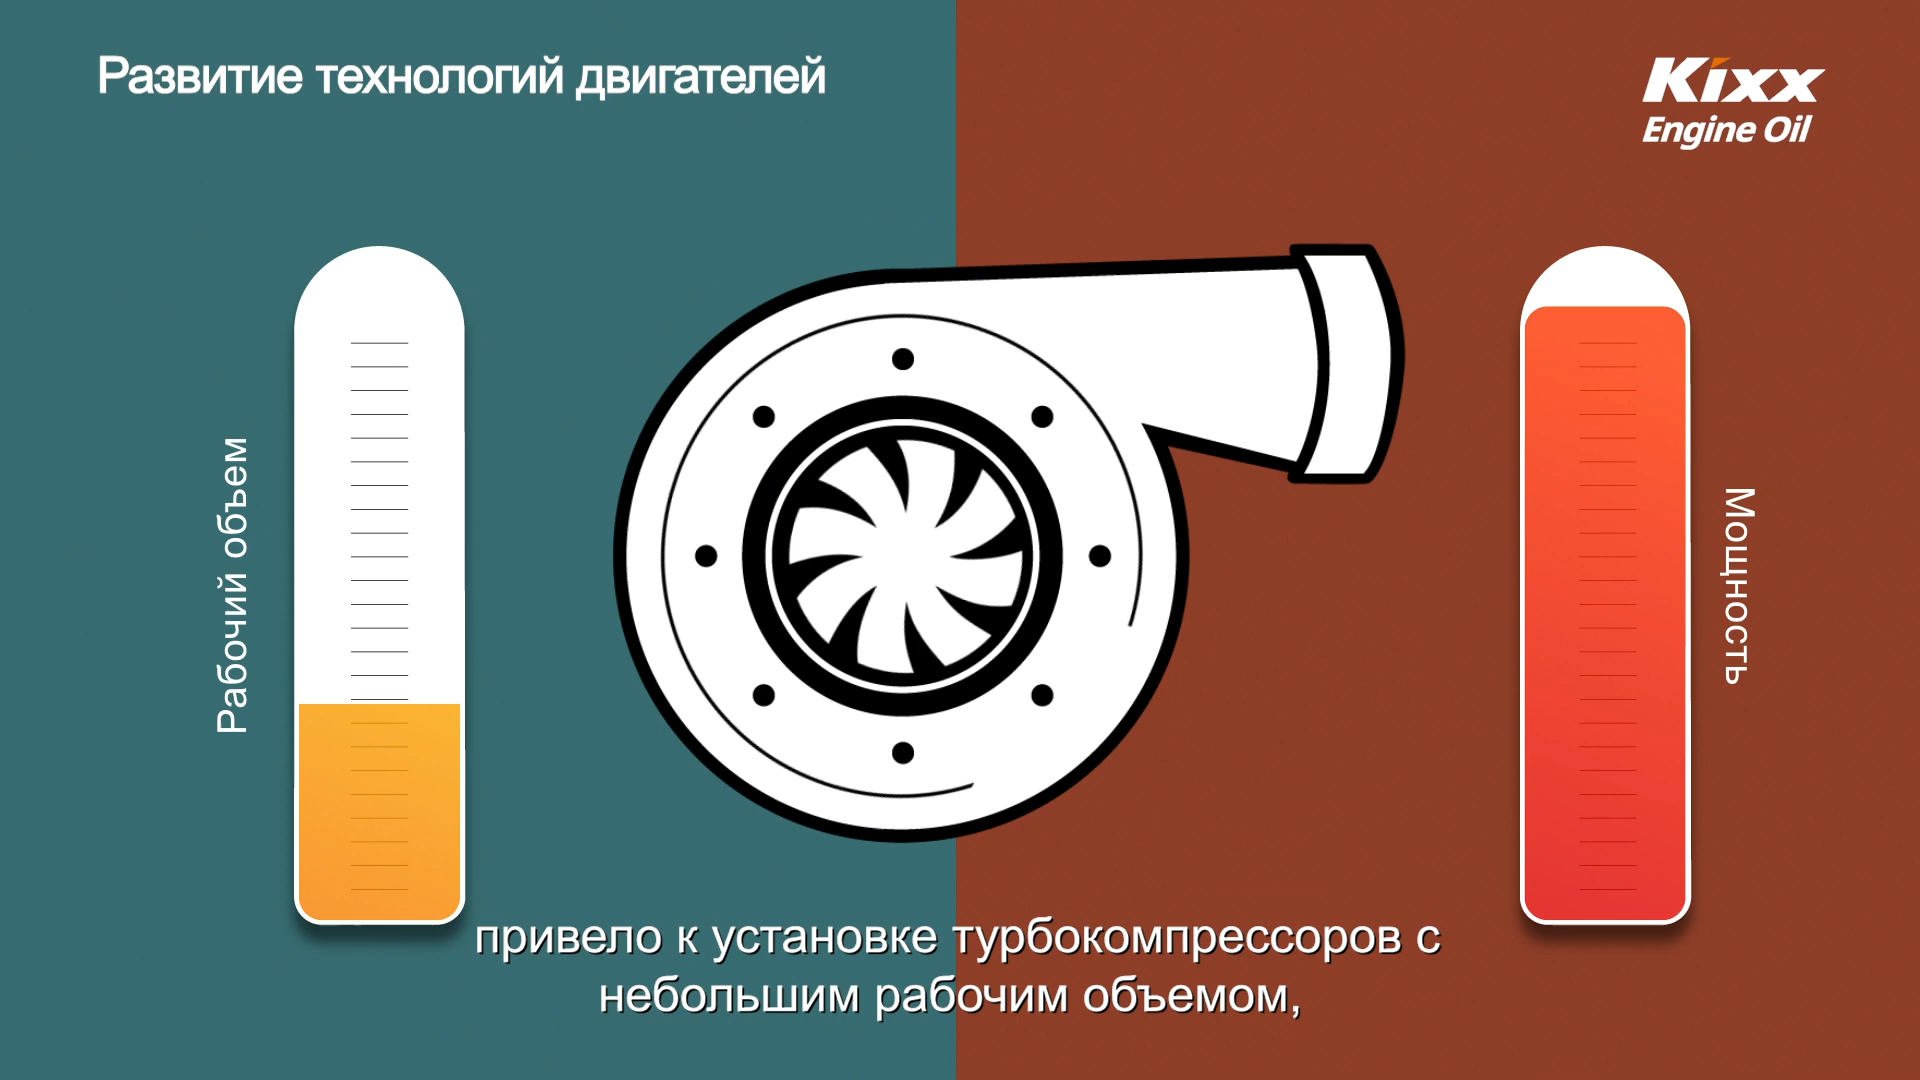 Развитие технологий двигателей
Kixx
Engine Oil
Рабочий объем
Мощность
привело к установке турбокомпрессоров с
небольшим рабочим объемом,